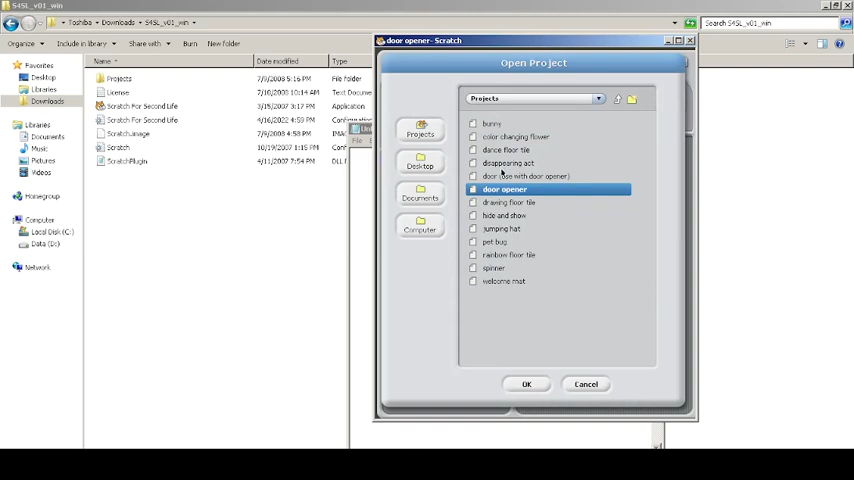 Toshiba ▸ Downloads ▸ S4SL_v01_win
Search S4SL_v01_win
Organize
Include in library
Share with
Burn
New folder
Favorites
Desktop
Libraries
Downloads
Libraries
Documents
Music
Pictures
Videos
Homegroup
Computer
Local Disk (C:)
Data (D:)
Network
Name Date modified Type
Projects 7/9/2008 5:16 PM File folder
License 7/10/2008 10:14 AM Text Document
Scratch For Second Life 3/15/2007 3:17 PM Application
Scratch For Second Life 4/16/2022 4:59 PM
Scratch.image 7/9/2008 4:58 PM
Scratch 10/19/2007 1:15 PM
ScratchPlugin 4/11/2007 7:54 PM
File
door opener- Scratch
Open Project
Projects
Projects
Desktop
Documents
Computer
bunny
color changing flower
dance floor tile
disappearing act
door (use with door opener)
door opener
drawing floor tile
hide and show
jumping hat
pet bug
rainbow floor tile
spinner
welcome mat
OK
Cancel